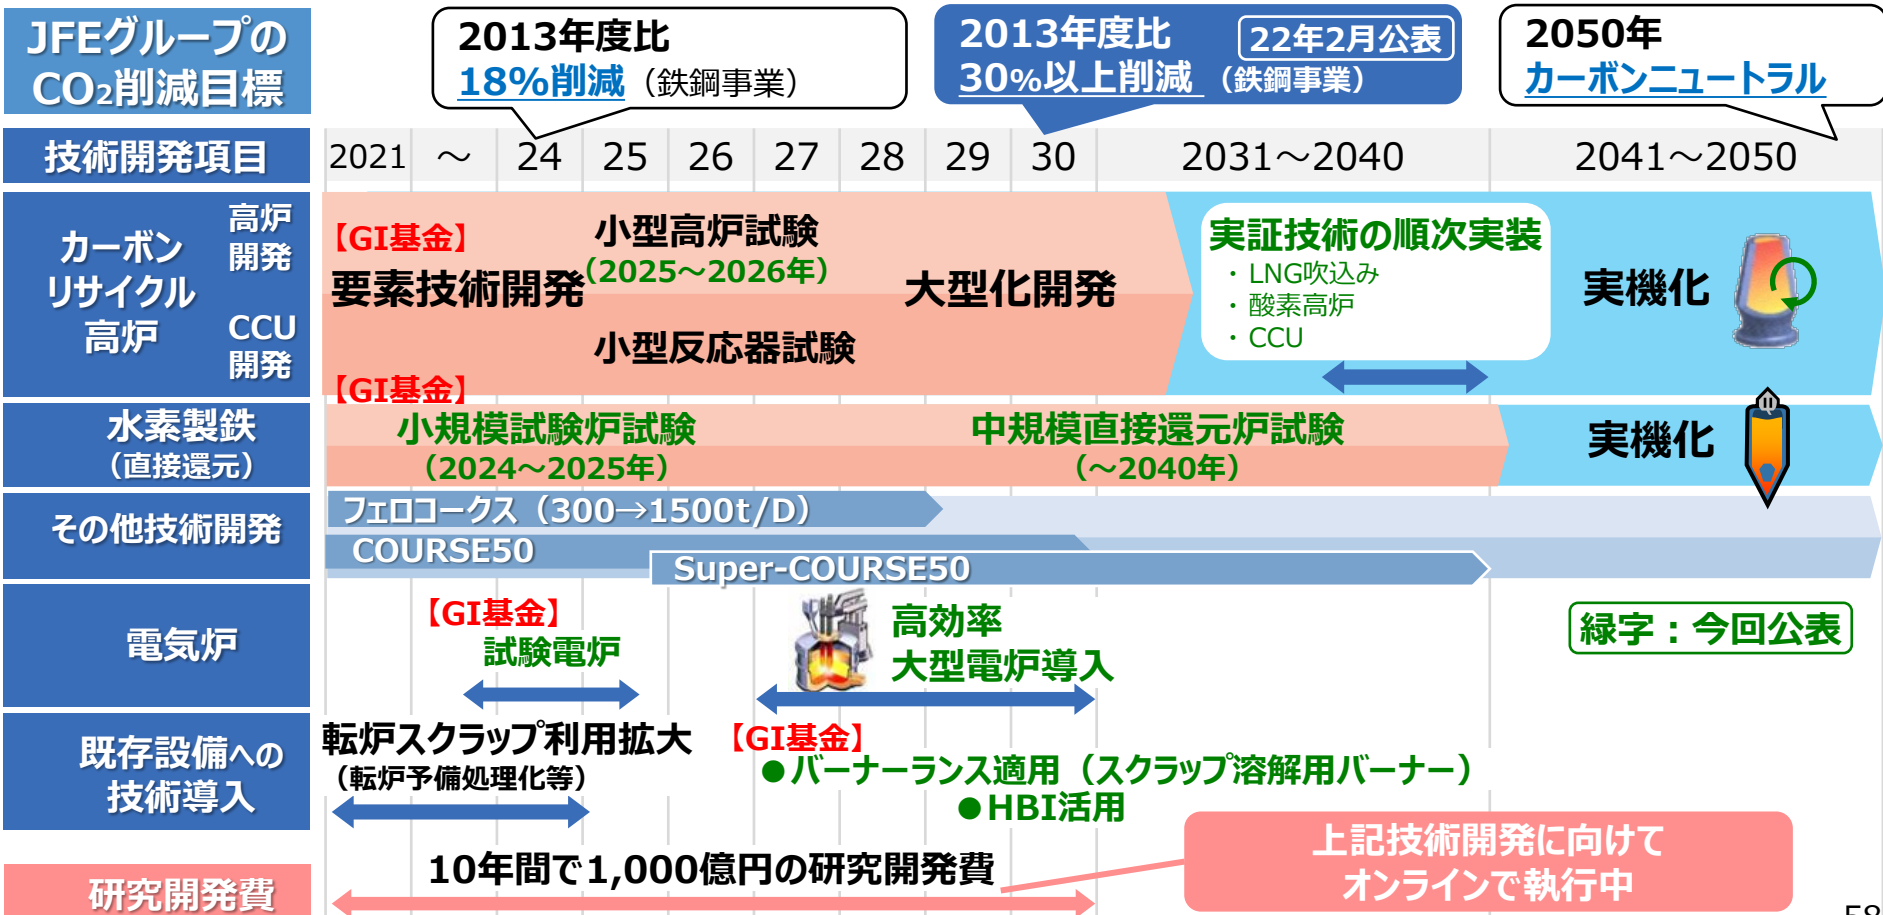 JFEグループの
CO2削減目標
2013年度比
18%削減（鉄鋼事業）
2013年度比
22年2月公表
30%以上削減（鉄鋼事業）
2050年
カーボンニュートラル
技術開発項目
2021 ～ 24 25 26 27 28 29 30 2031～2040 2041～2050
カーボン
リサイクル
高炉
高炉
開発
CCU
開発
【GI基金】
要素技術開発
小型高炉試験
（2025～2026年）
大型化開発
小型反応器試験
【GI基金】
実証技術の順次実装
・LNG吹込み
・酸素高炉
・CCU
実機化
水素製鉄
（直接還元）
小規模試験炉試験
（2024～2025年）
中規模直接還元炉試験
（～2040年）
実機化
その他技術開発
フェロコークス（300→1500t/D）
COURSE50
Super-COURSE50
電気炉
【GI基金】
試験電炉
高効率
大型電炉導入
緑字：今回公表
既存設備への
技術導入
転炉スクラップ利用拡大
（転炉予備処理化等）
【GI基金】
●バーナーランス適用（スクラップ溶解用バーナー）
●HBI活用
研究開発費
10年間で1,000億円の研究開発費
上記技術開発に向けて
オンラインで執行中
58